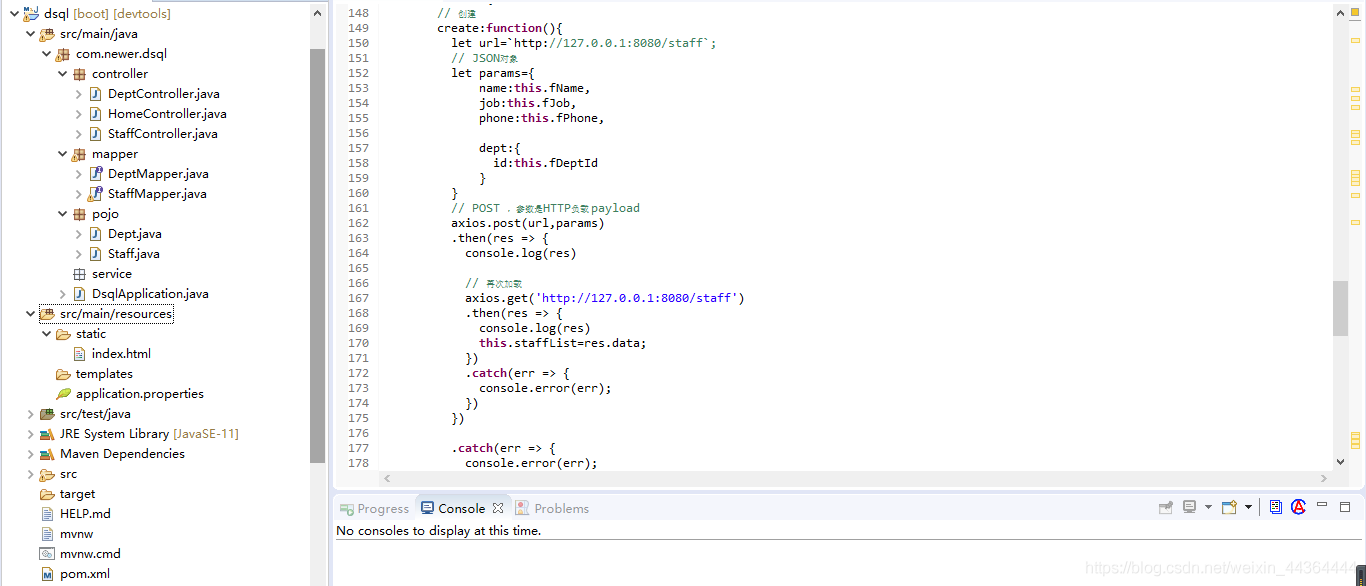 dsql [boot] [devtools]
src/main/java
com.newer.dsql
controller
DeptController.java
HomeController.java
StaffController.java
mapper
DeptMapper.java
StaffMapper.java
pojo
Dept.java
Staff.java
service
DsqlApplication.java
src/main/resources
static
index.html
templates
application.properties
src/test/java
JRE System Library [JavaSE-11]
Maven Dependencies
src
target
HELP.md
mvnw
mvnw.cmd
pom.xml
148 // 创建
149 create:function(){
150 let url=`http://127.0.0.1:8080/staff`;
151 // JSON对象
152 let params={
153 name:this.fName,
154 job:this.fJob,
155 phone:this.fPhone,
156
157 dept:{
158 id:this.fDeptId
159 }
160 }
161 // POST ，参数是HTTP负载payload
162 axios.post(url,params)
163 .then(res => {
164 console.log(res)
165
166 // 再次加载
167 axios.get('http://127.0.0.1:8080/staff')
168 .then(res => {
169 console.log(res)
170 this.staffList=res.data;
171 })
172 .catch(err => {
173 console.error(err);
174 })
175 })
176
177 .catch(err => {
178 console.error(err);
Progress Console Problems
No consoles to display at this time.